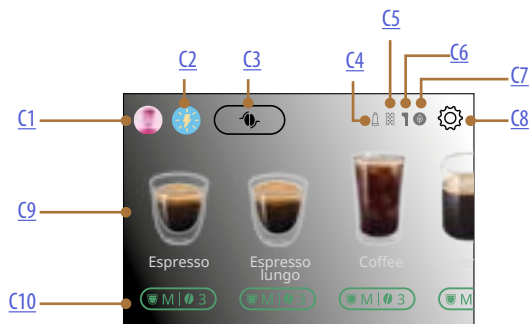 C6
C2
C3
C4
C5
C7
C1
C8
C9
Espresso
Espresso
lungo
Coffee
C10
M 3
M 3
M 3
M